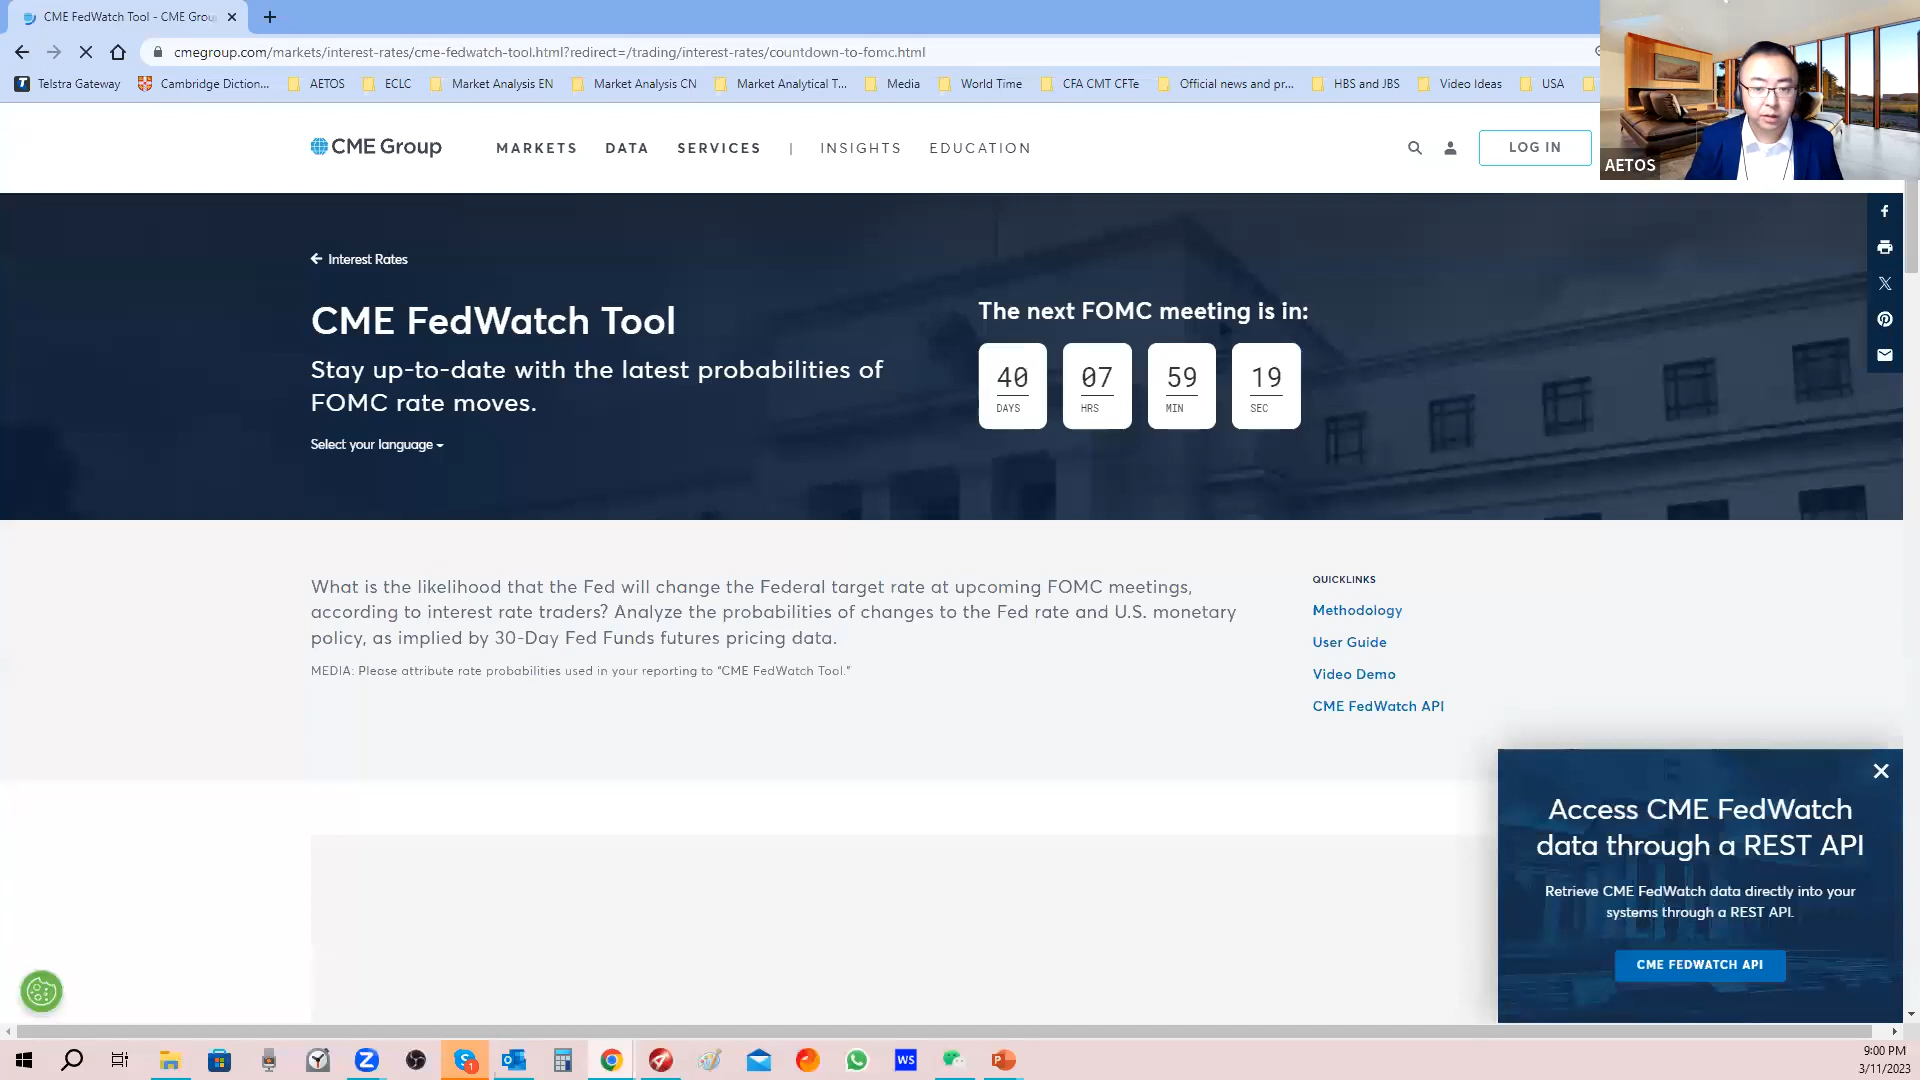 CME FedWatch Tool - CME Grou
cmegroup.com/markets/interest-rates/cme-fedwatch-tool.html?redirect=/trading/interest-rates/countdown-to-fomc.html
Telstra Gateway
Cambridge Diction...
AETOS
ECLC
Market Analysis EN
Market Analysis CN
Market Analytical T...
Media
World Time
CFA CMT CFTe
Official news and pr...
HBS and JBS
Video Ideas
USA
AETOS
CME Group
MARKETS DATA SERVICES | INSIGHTS EDUCATION
LOG IN
Interest Rates
CME FedWatch Tool
Stay up-to-date with the latest probabilities of
FOMC rate moves.
Select your language
The next FOMC meeting is in:
40 07 59 19
DAYS HRS MIN SEC
What is the likelihood that the Fed will change the Federal target rate at upcoming FOMC meetings,
according to interest rate traders? Analyze the probabilities of changes to the Fed rate and U.S. monetary
policy, as implied by 30-Day Fed Funds futures pricing data.
MEDIA: Please attribute rate probabilities used in your reporting to "CME FedWatch Tool."
QUICKLINKS
Methodology
User Guide
Video Demo
CME FedWatch API
Access CME FedWatch
data through a REST API
Retrieve CME FedWatch data directly into your
systems through a REST API.
CME FEDWATCH API
9:00 PM
3/11/2023